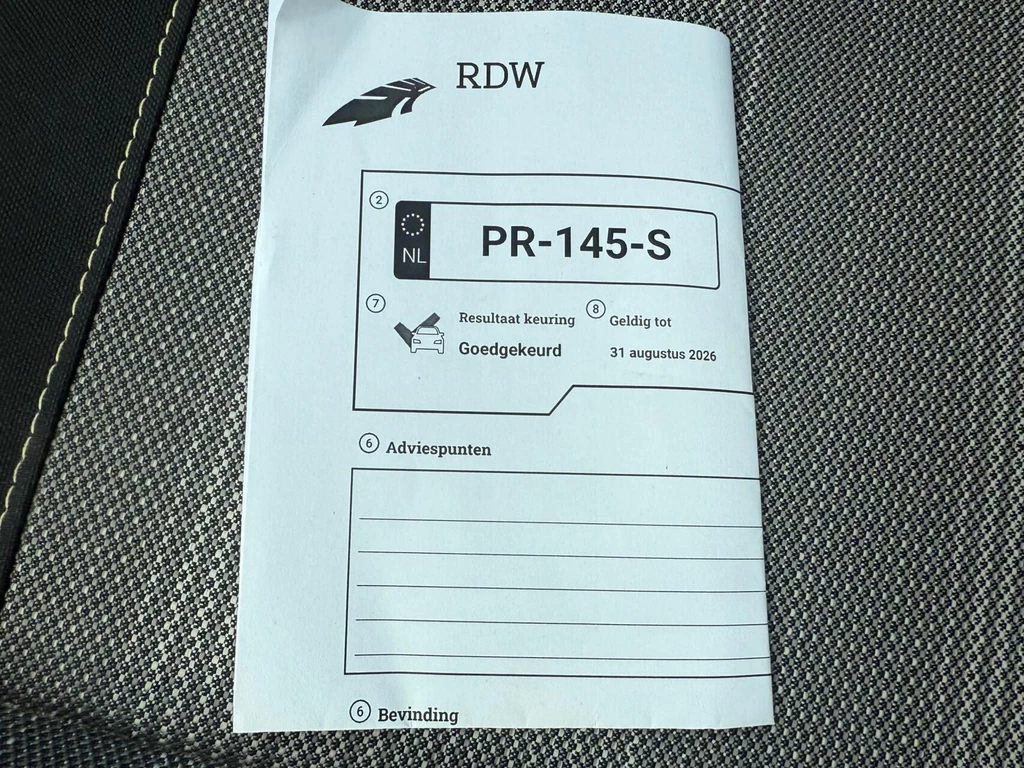 RDW
2
NL
PR-145-S
7
Resultaat keuring
8
Geldig tot
Goedgekeurd
31 augustus 2026
6 Adviespunten
6 Bevinding